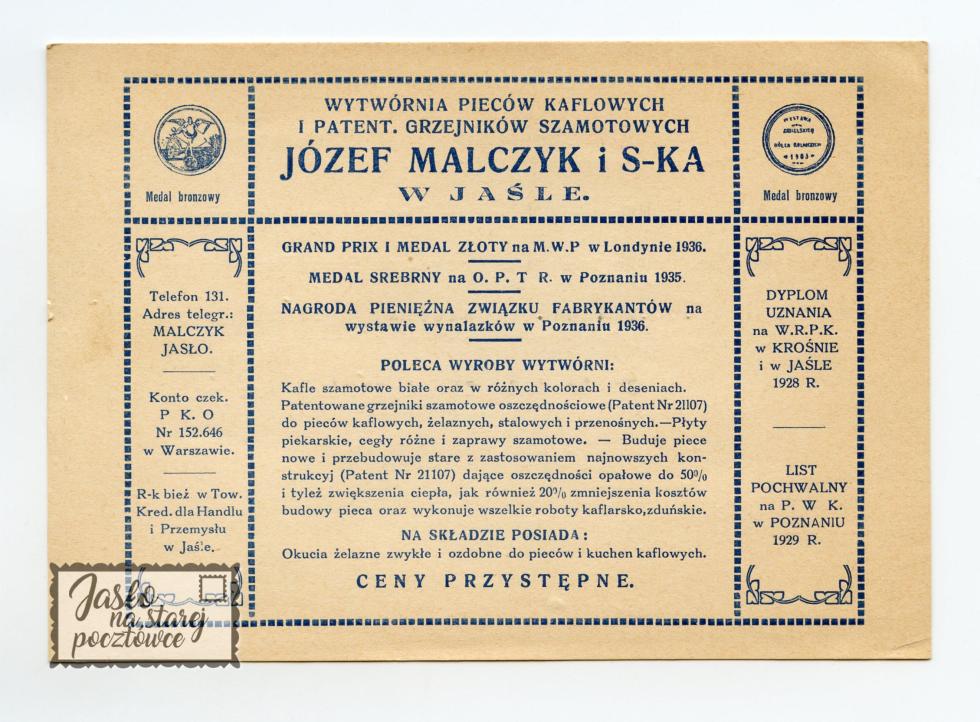 WYTWÓRNIA PIECÓW KAFLOWYCH
I PATENT. GRZEJNIKÓW SZAMOTOWYCH
JÓZEF MALCZYK i S-KA
W JAŚLE.
Medal bronzowy
WYSTAWA
KÓŁEK ROLNICZYCH
1903
Medal bronzowy
Telefon 131.
Adres telegr.:
MALCZYK
JASŁO.
Konto czek.
P K O
Nr 152.646
w Warszawie.
R-k bież w Tow.
Kred. dla Handlu
i Przemysłu
w Jaśle.
GRAND PRIX I MEDAL ZŁOTY na M.W.P w Londynie 1936.
MEDAL SREBRNY na O. P. T R. w Poznaniu 1935.
NAGRODA PIENIĘŻNA ZWIĄZKU FABRYKANTÓW na
wystawie wynalazków w Poznaniu 1936.
POLECA WYROBY WYTWÓRNI:
Kafle szamotowe białe oraz w różnych kolorach i deseniach.
Patentowane grzejniki szamotowe oszczędnościowe (Patent Nr 21107)
do pieców kaflowych, żelaznych, stalowych i przenośnych.—Płyty
piekarskie, cegły różne i zaprawy szamotowe. — Buduje piece
nowe i przebudowuje stare z zastosowaniem najnowszych kon-
strukcyj (Patent Nr 21107) dające oszczędności opałowe do 50%
i tyleż zwiększenia ciepła, jak również 20% zmniejszenia kosztów
budowy pieca oraz wykonuje wszelkie roboty kaflarsko,zduńskie.
NA SKŁADZIE POSIADA:
Okucia żelazne zwykłe i ozdobne do pieców i kuchen kaflowych.
CENY PRZYSTĘPNE.
DYPLOM
UZNANIA
na W.R.P.K.
w KROŚNIE
i w JAŚLE
1928 R.
LIST
POCHWALNY
na P. W K.
w POZNANIU
1929 R.
Jasło
na starej
pocztówce